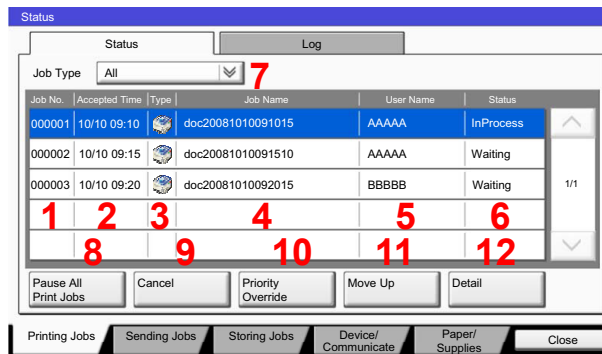 Status
Status Log
Job Type All 7
Job No. Accepted Time Type Job Name User Name Status
000001 10/10 09:10 doc20081010091015 AAAAA InProcess
000002 10/10 09:15 doc20081010091510 AAAAA Waiting
000003 10/10 09:20 doc20081010092015 BBBBB Waiting 1/1
1 2 3 4 5 6
8 9 10 11 12
Pause All
Print Jobs
Cancel
Priority
Override
Move Up
Detail
Printing Jobs
Sending Jobs
Storing Jobs
Device/
Communicate
Paper/
Supplies
Close